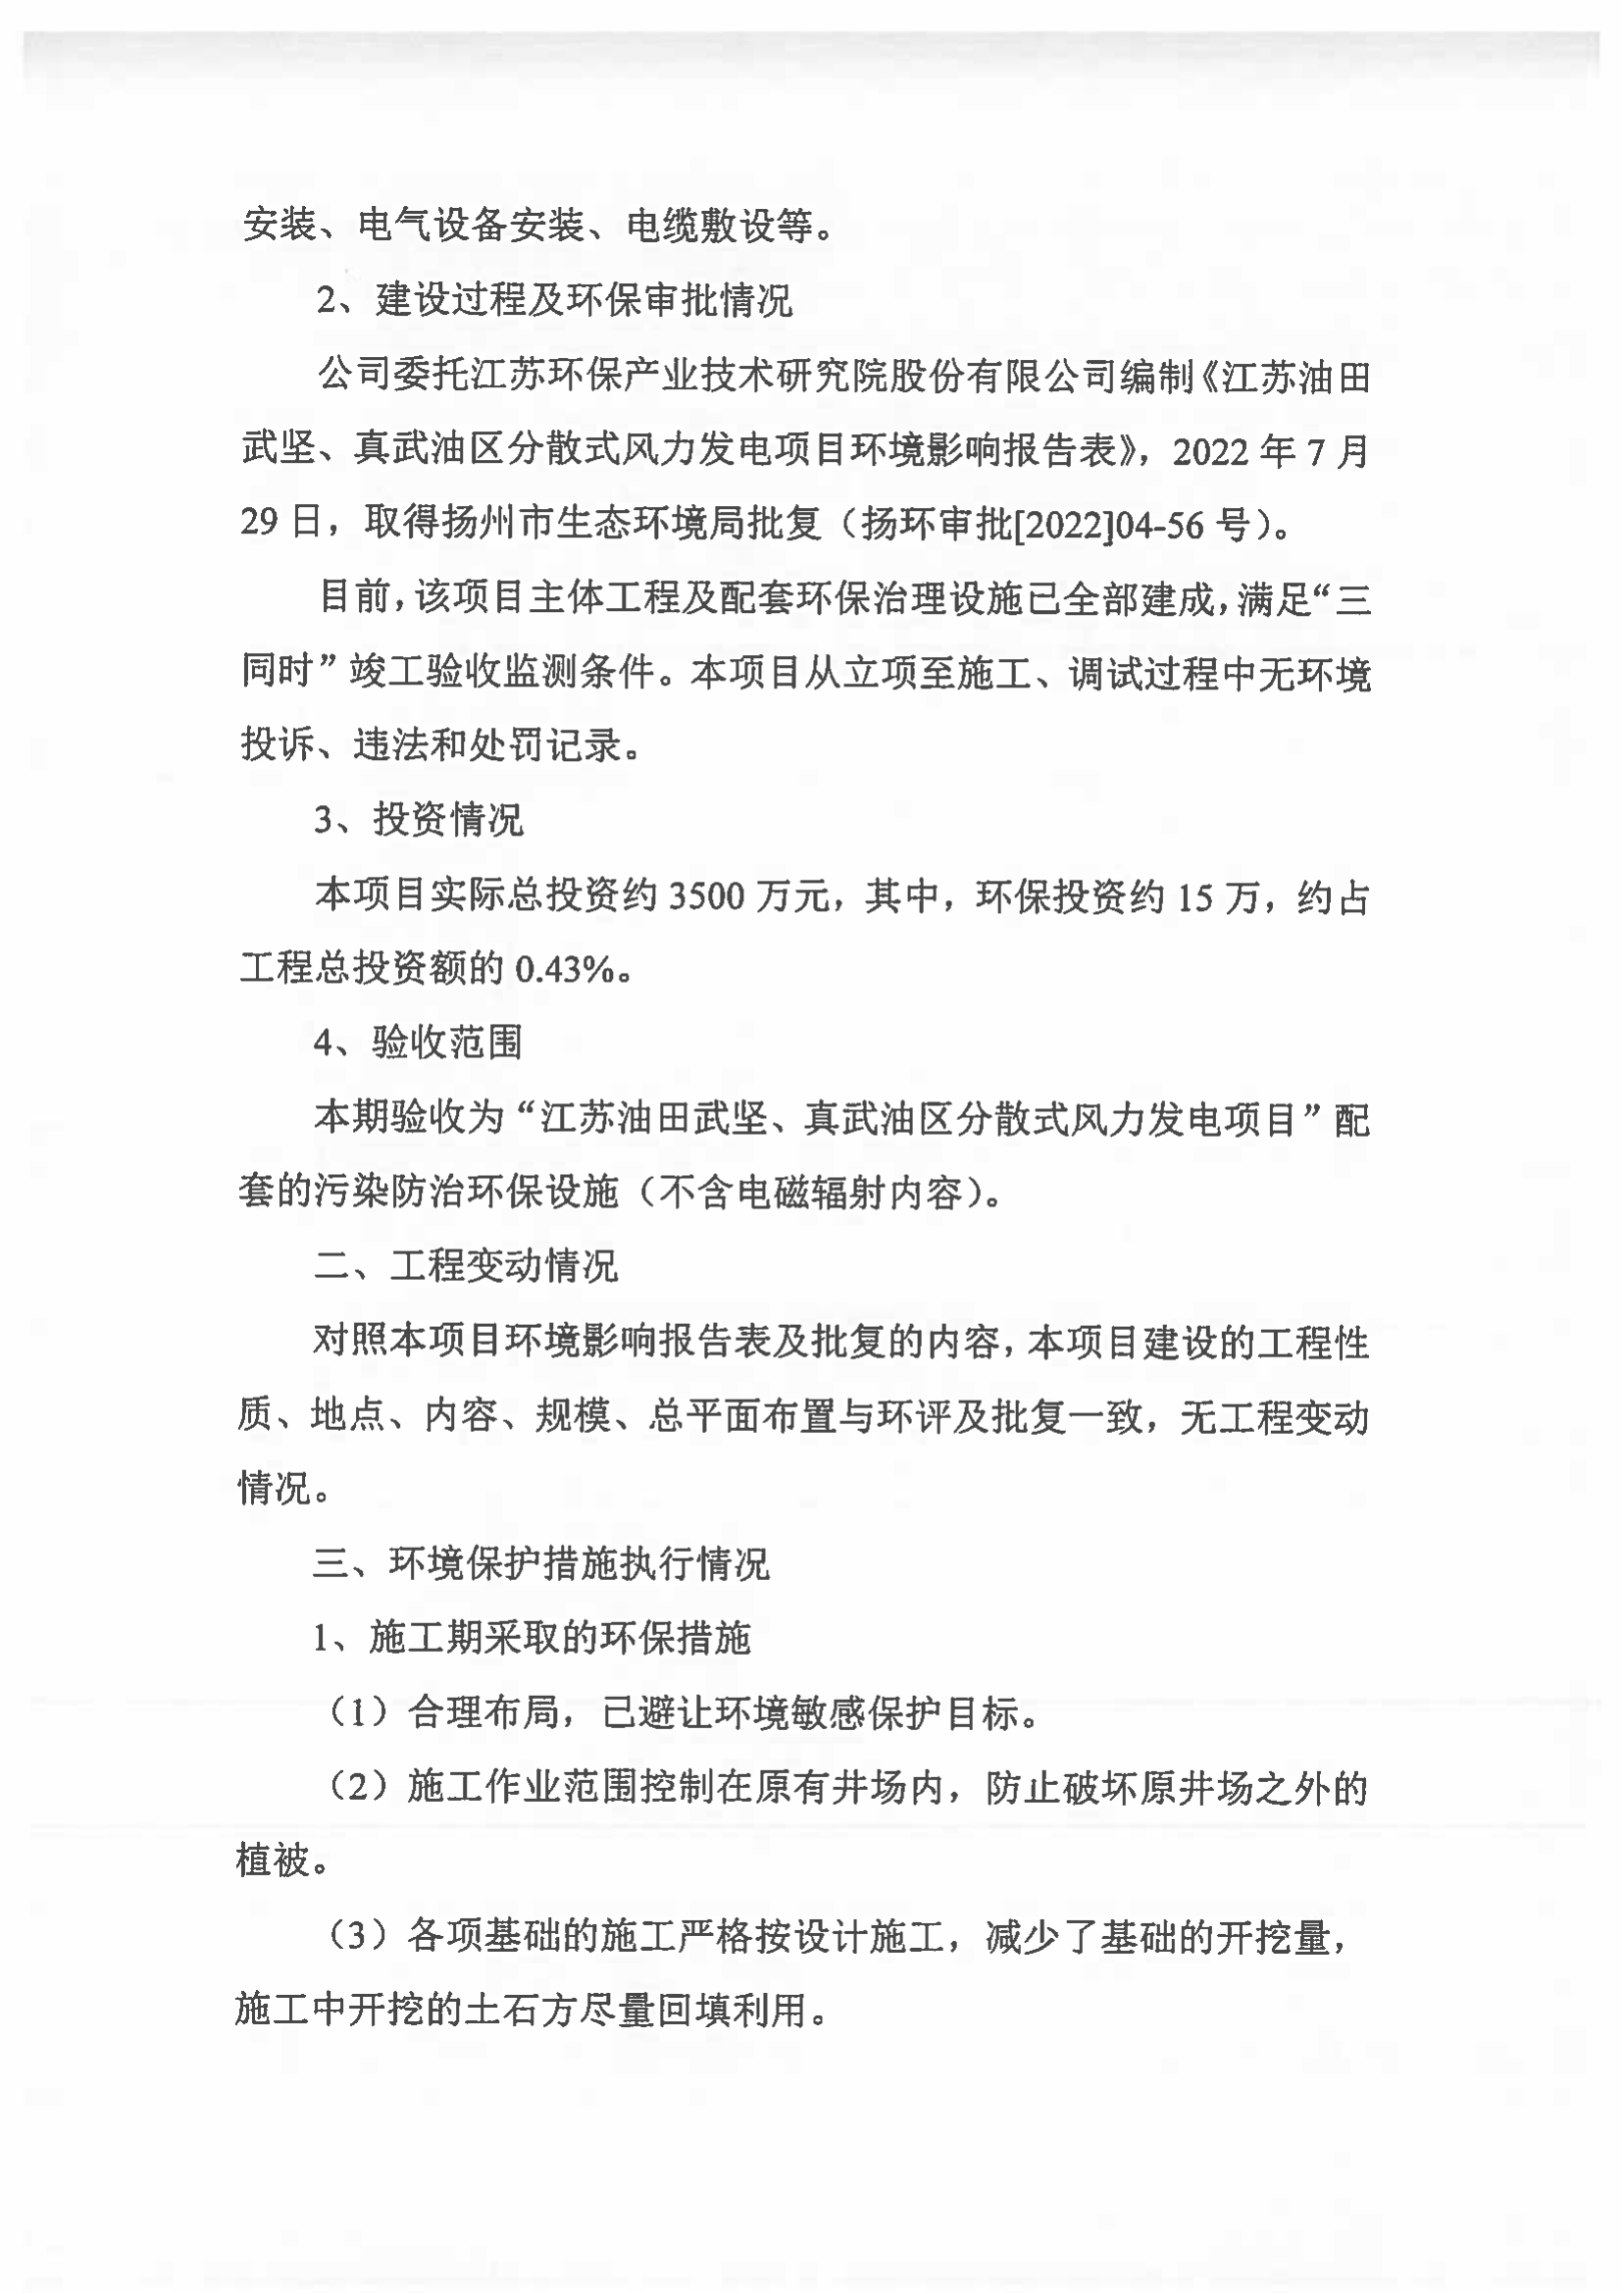 安装、电气设备安装、电缆敷设等。
2、建设过程及环保审批情况
公司委托江苏环保产业技术研究院股份有限公司编制《江苏油田
武坚、真武油区分散式风力发电项目环境影响报告表》，2022 年 7 月
29 日，取得扬州市生态环境局批复（扬环审批[2022]04-56 号）。
目前，该项目主体工程及配套环保治理设施已全部建成，满足“三
同时”竣工验收监测条件。本项目从立项至施工、调试过程中无环境
投诉、违法和处罚记录。
3、投资情况
本项目实际总投资约 3500 万元，其中，环保投资约 15 万，约占
工程总投资额的 0.43%。
4、验收范围
本期验收为“江苏油田武坚、真武油区分散式风力发电项目”配
套的污染防治环保设施（不含电磁辐射内容）。
二、工程变动情况
对照本项目环境影响报告表及批复的内容，本项目建设的工程性
质、地点、内容、规模、总平面布置与环评及批复一致，无工程变动
情况。
三、环境保护措施执行情况
1、施工期采取的环保措施
（1）合理布局，已避让环境敏感保护目标。
（2）施工作业范围控制在原有井场内，防止破坏原井场之外的
植被。
（3）各项基础的施工严格按设计施工，减少了基础的开挖量，
施工中开挖的土石方尽量回填利用。